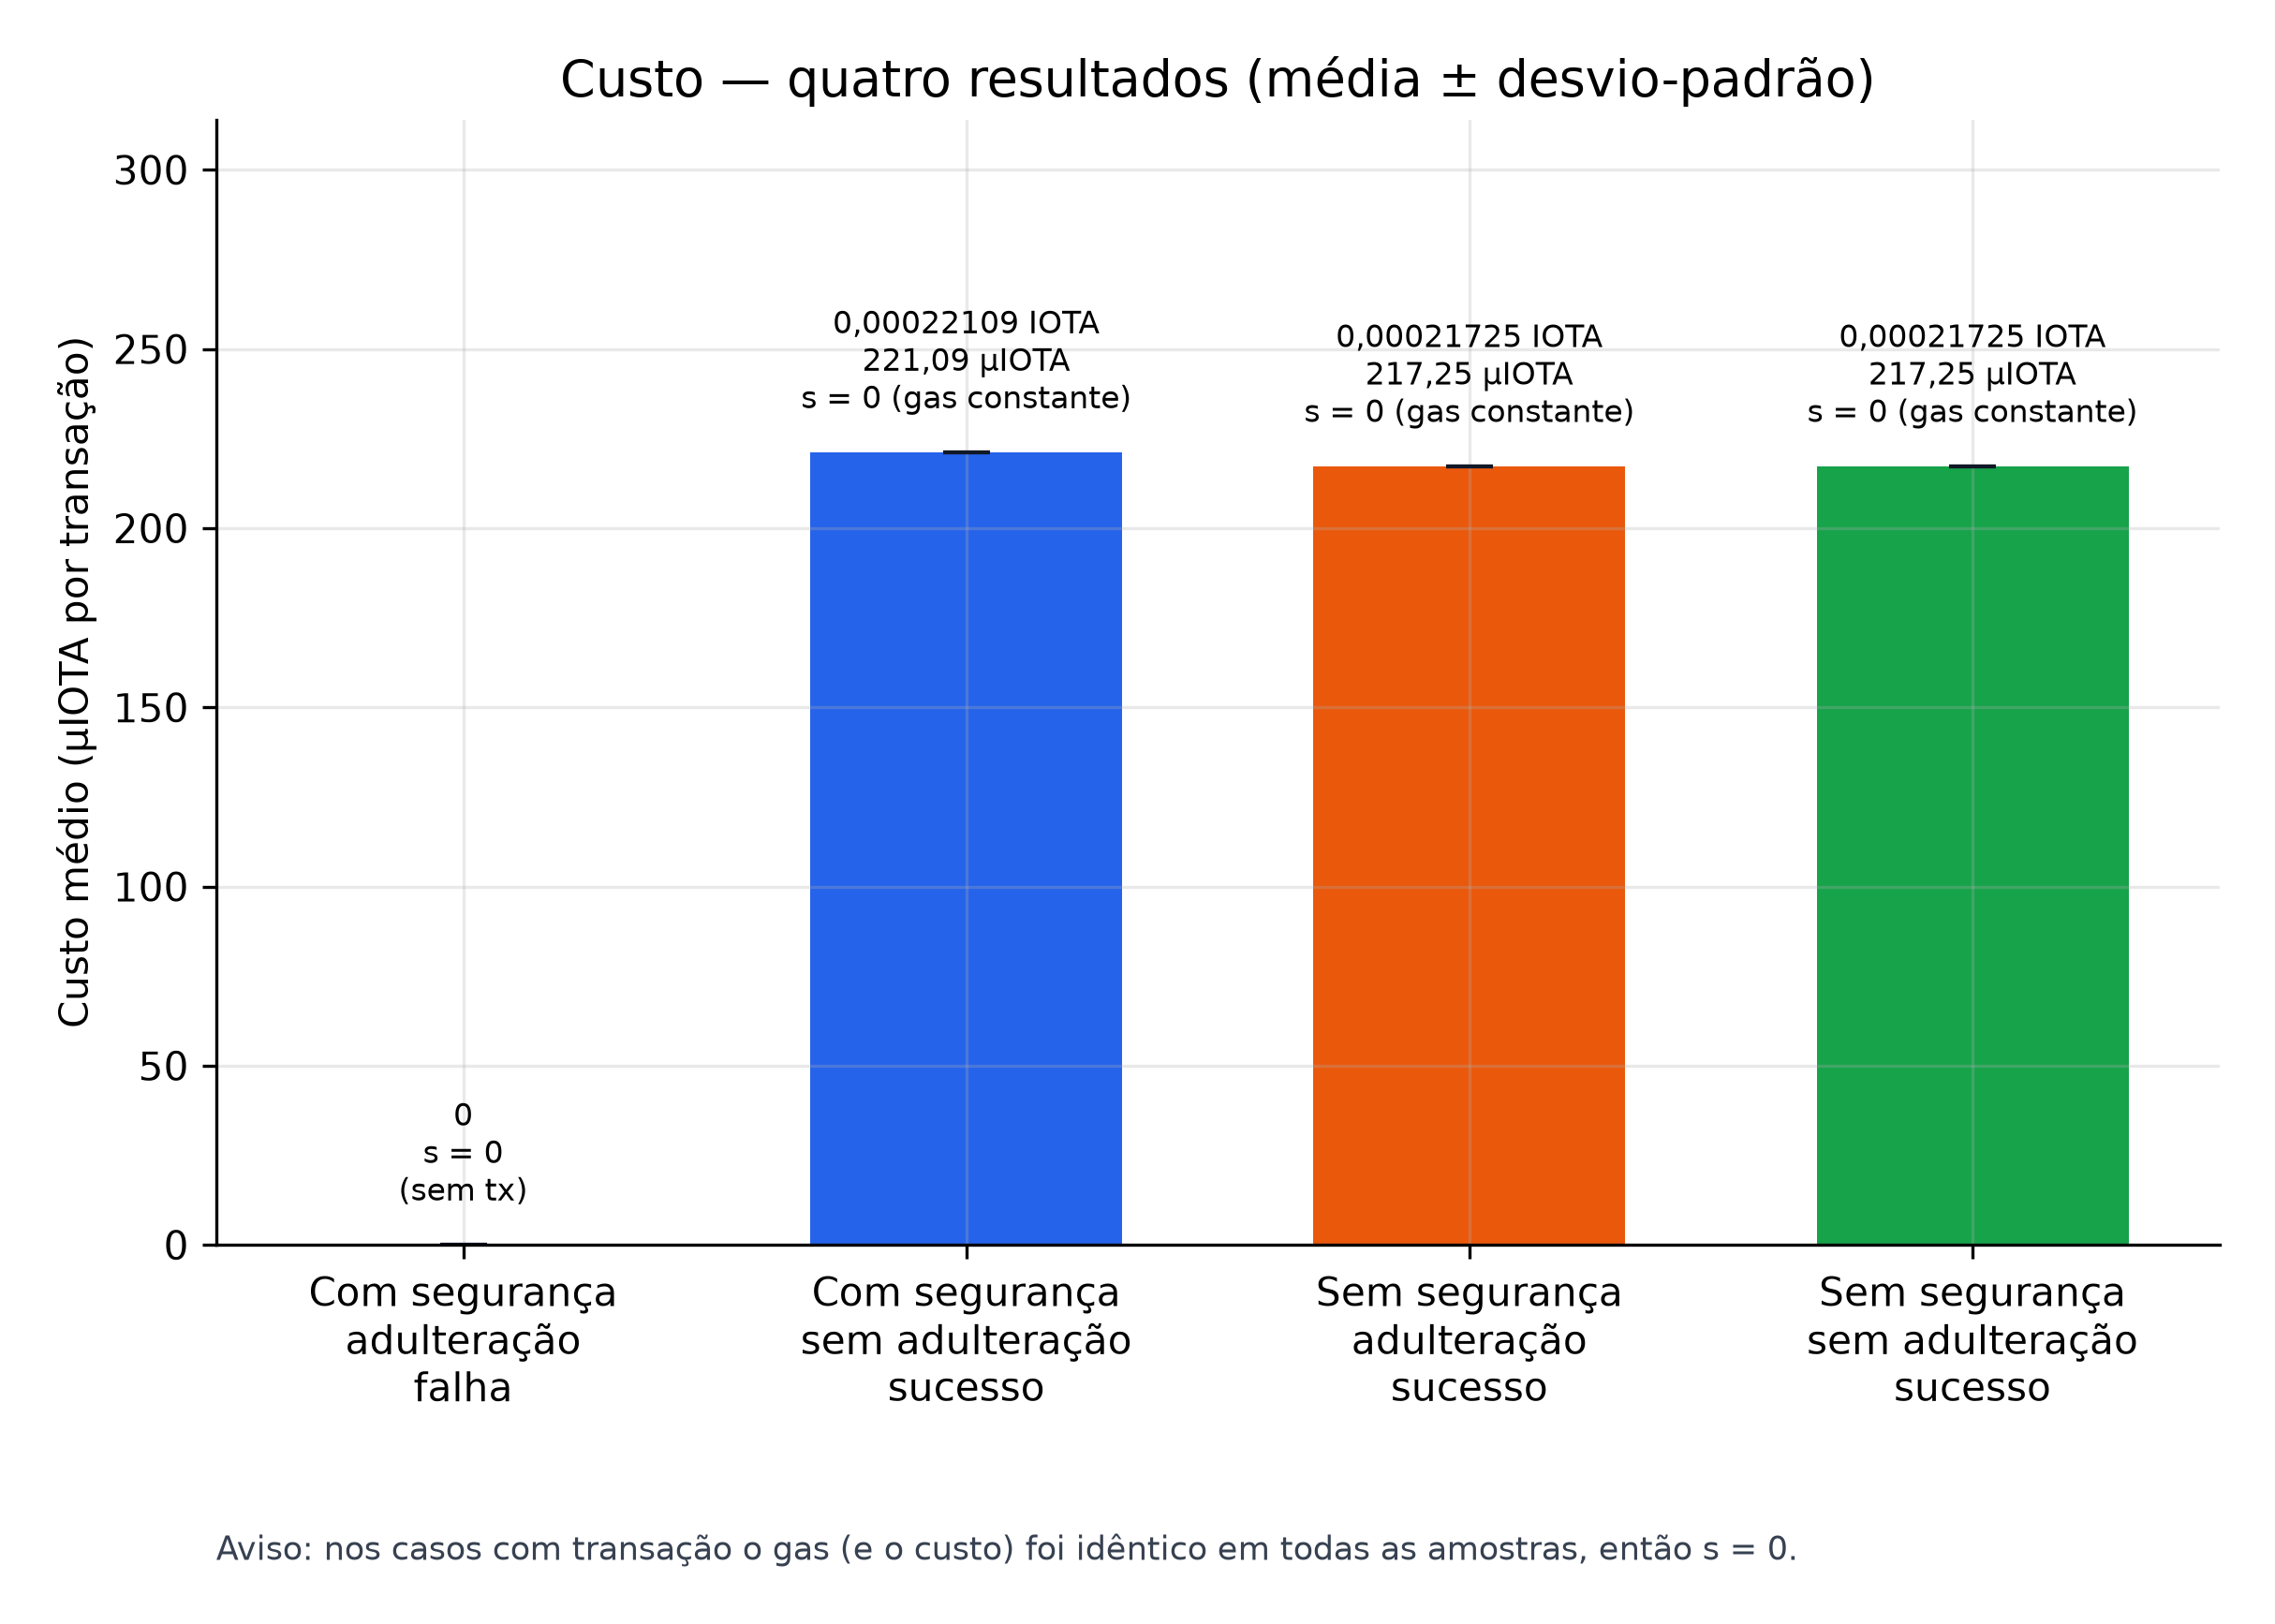 Custo — quatro resultados (média ± desvio-padrão)
Custo médio (µIOTA por transação)
300
250
200
150
100
50
0
0
s = 0
(sem tx)
0,00022109 IOTA
221,09 µIOTA
s = 0 (gas constante)
0,00021725 IOTA
217,25 µIOTA
s = 0 (gas constante)
0,00021725 IOTA
217,25 µIOTA
s = 0 (gas constante)
Com segurança
adulteração
falha
Com segurança
sem adulteração
sucesso
Sem segurança
adulteração
sucesso
Sem segurança
sem adulteração
sucesso
Aviso: nos casos com transação o gas (e o custo) foi idêntico em todas as amostras, então s = 0.